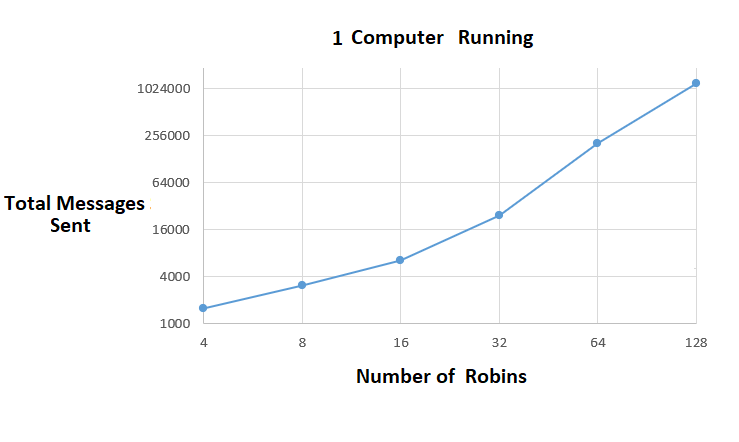 1 Computer Running
1024000
256000
64000
16000
4000
1000
Total Messages
Sent
4 8 16 32 64 128
Number of Robins